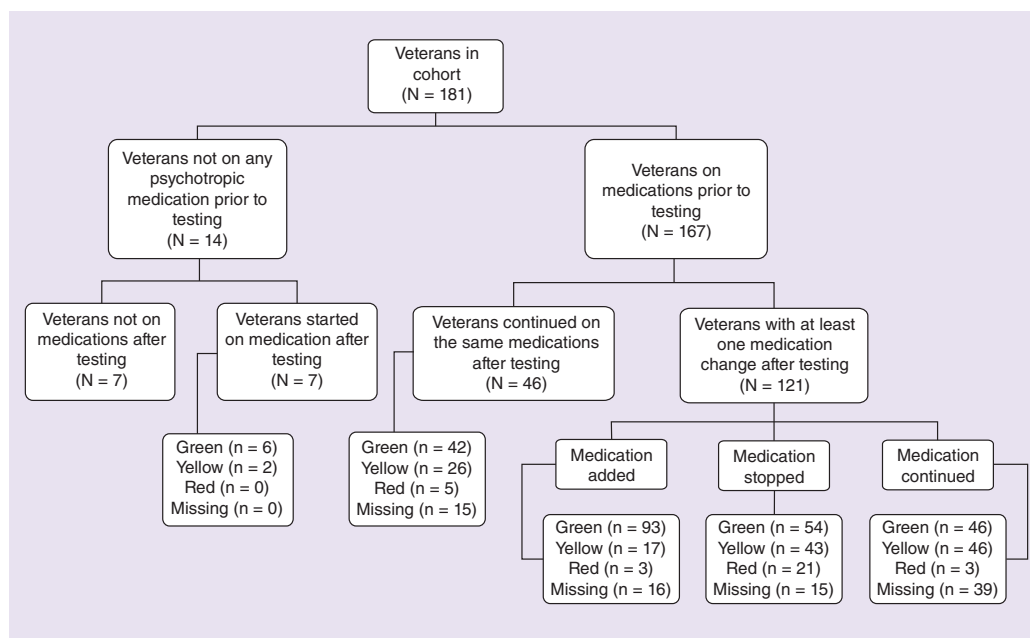 Veterans in
cohort
(N = 181)
Veterans not on any
psychotropic
medication prior to
testing
(N = 14)
Veterans on
medications prior to
testing
(N = 167)
Veterans not on
medications after
testing
(N = 7)
Veterans started
on medication after
testing
(N = 7)
Veterans continued on
the same medications
after testing
(N = 46)
Veterans with at least
one medication
change after testing
(N = 121)
Green (n = 6)
Yellow (n = 2)
Red (n = 0)
Missing (n = 0)
Green (n = 42)
Yellow (n = 26)
Red (n = 5)
Missing (n = 15)
Medication
added
Medication
stopped
Medication
continued
Green (n = 93)
Yellow (n = 17)
Red (n = 3)
Missing (n = 16)
Green (n = 54)
Yellow (n = 43)
Red (n = 21)
Missing (n = 15)
Green (n = 46)
Yellow (n = 46)
Red (n = 3)
Missing (n = 39)